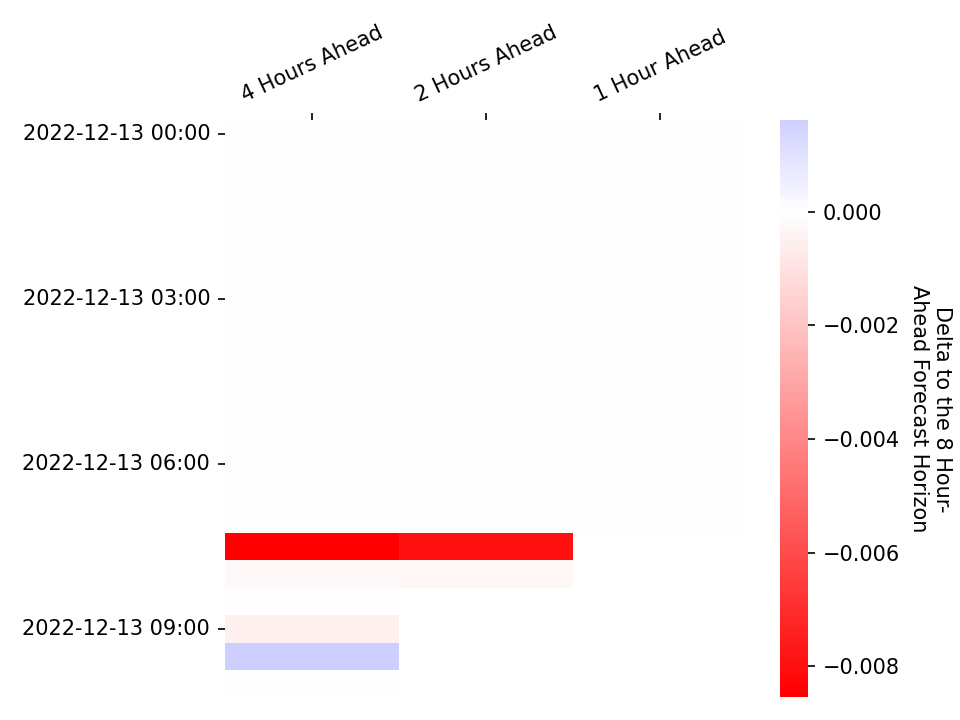 4 Hours Ahead
2 Hours Ahead
1 Hour Ahead
2022-12-13 00:00
2022-12-13 03:00
2022-12-13 06:00
2022-12-13 09:00
0.000
−0.002
−0.004
−0.006
−0.008
Delta to the 8 Hour-
Ahead Forecast Horizon